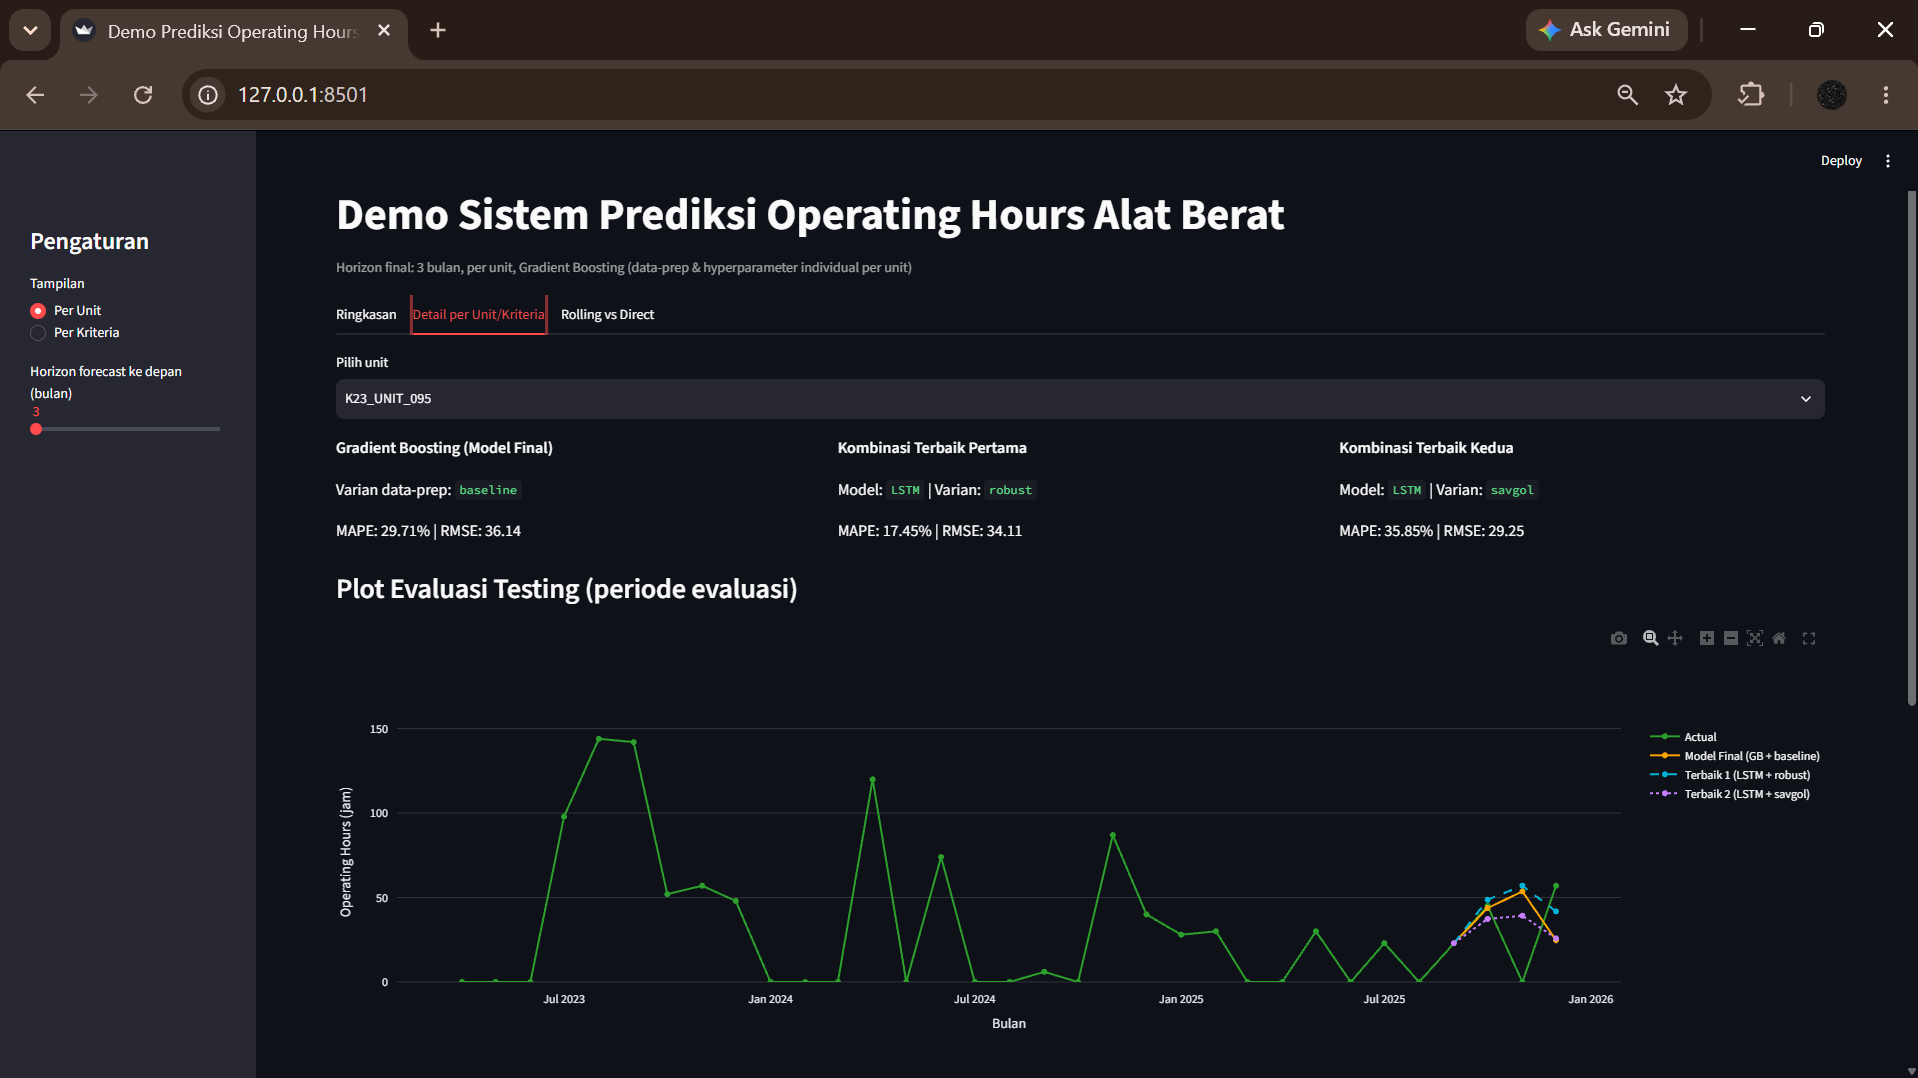 Demo Prediksi Operating Hours
Ask Gemini
127.0.0.1:8501
Deploy
Pengaturan
Tampilan
Per Unit
Per Kriteria
Horizon forecast ke depan
(bulan)
3
Demo Sistem Prediksi Operating Hours Alat Berat
Horizon final: 3 bulan, per unit, Gradient Boosting (data-prep & hyperparameter individual per unit)
Ringkasan Detail per Unit/Kriteria Rolling vs Direct
Pilih unit
K23_UNIT_095
Gradient Boosting (Model Final)
Varian data-prep: baseline
MAPE: 29.71% | RMSE: 36.14
Kombinasi Terbaik Pertama
Model: LSTM | Varian: robust
MAPE: 17.45% | RMSE: 34.11
Kombinasi Terbaik Kedua
Model: LSTM | Varian: savgol
MAPE: 35.85% | RMSE: 29.25
Plot Evaluasi Testing (periode evaluasi)
Operating Hours (jam)
150
100
50
0
Jul 2023 Jan 2024 Jul 2024 Jan 2025 Jul 2025 Jan 2026
Bulan
Actual
Model Final (GB + baseline)
Terbaik 1 (LSTM + robust)
Terbaik 2 (LSTM + savgol)